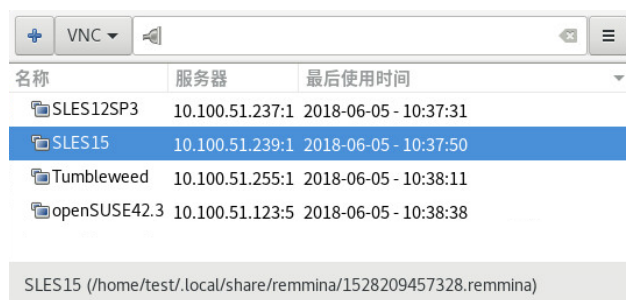 VNC
名称 服务器 最后使用时间
SLES12SP3 10.100.51.237:1 2018-06-05 - 10:37:31
SLES15 10.100.51.239:1 2018-06-05 - 10:37:50
Tumbleweed 10.100.51.255:1 2018-06-05 - 10:38:11
openSUSE42.3 10.100.51.123:5 2018-06-05 - 10:38:38
SLES15 (/home/test/.local/share/remmina/1528209457328.remmina)